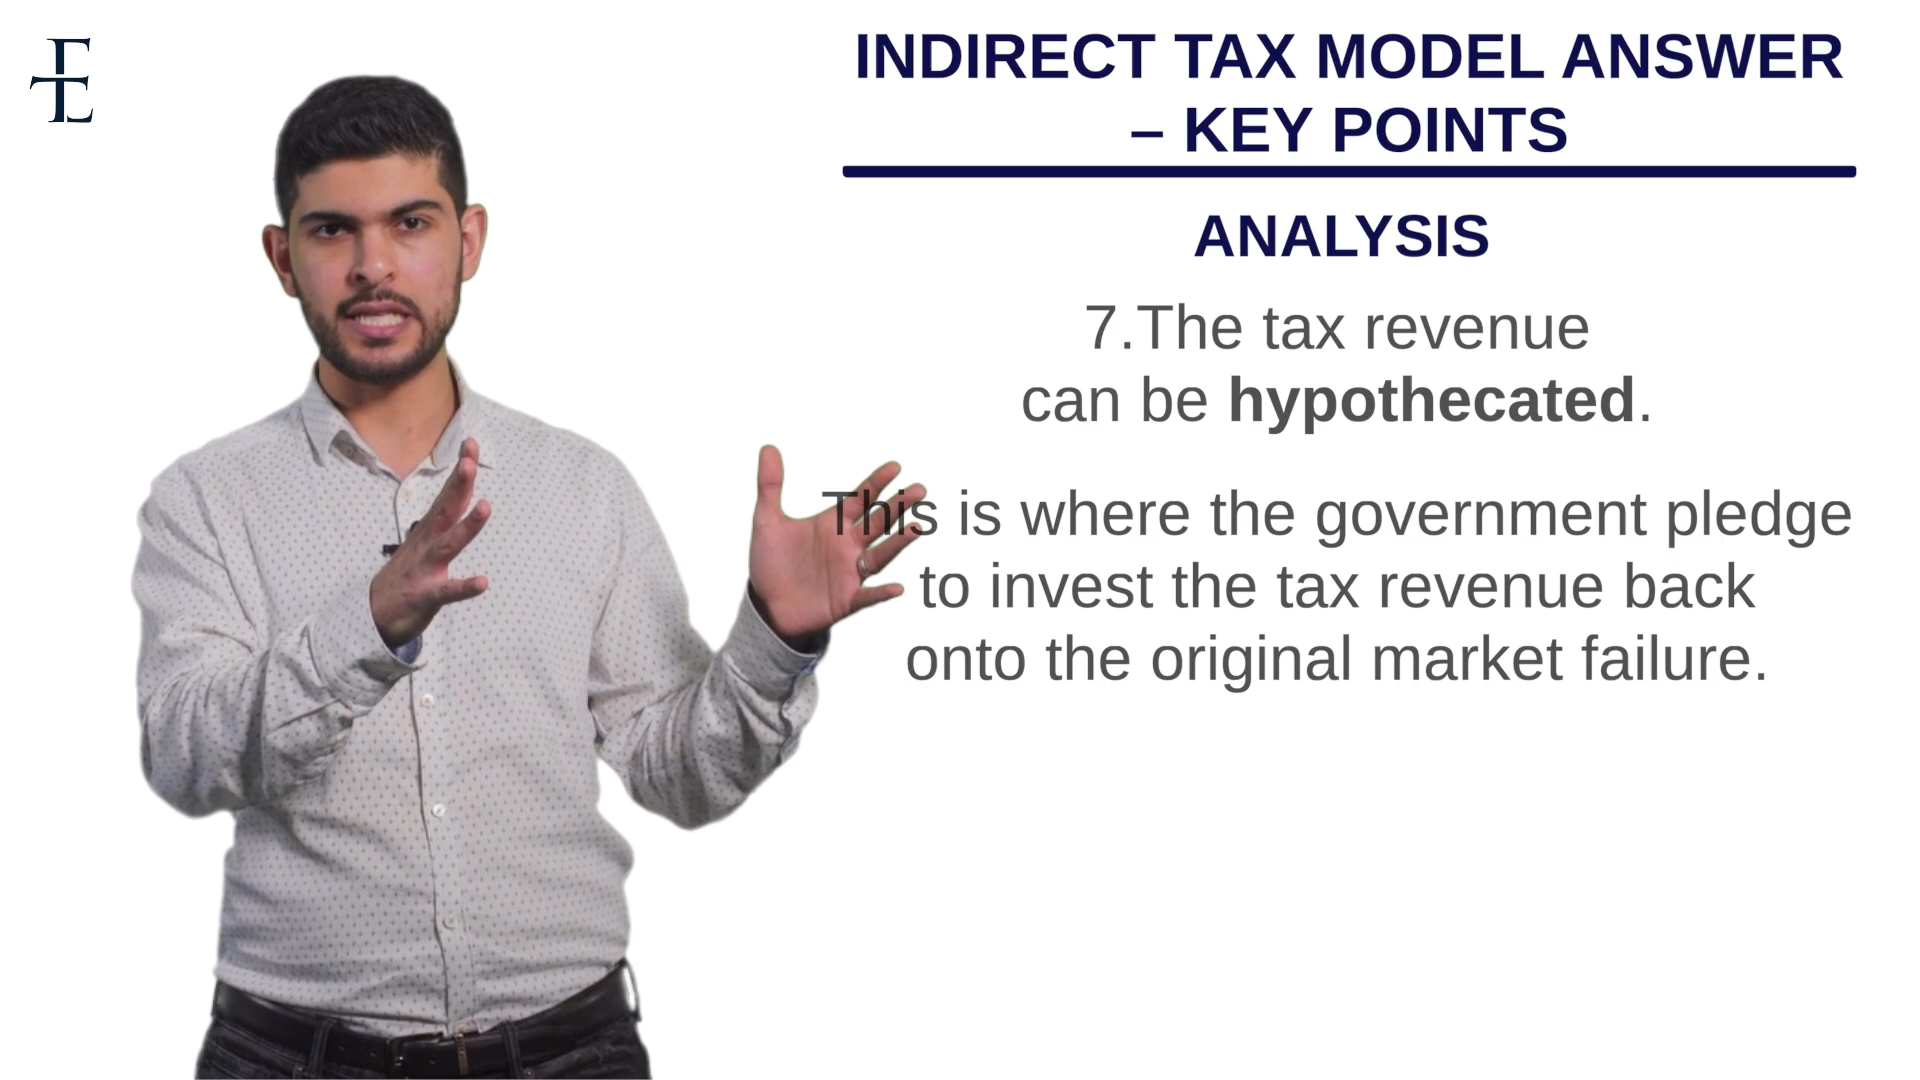 INDIRECT TAX MODEL ANSWER
– KEY POINTS
ANALYSIS
7.The tax revenue
can be hypothecated.
This is where the government pledge
to invest the tax revenue back
onto the original market failure.